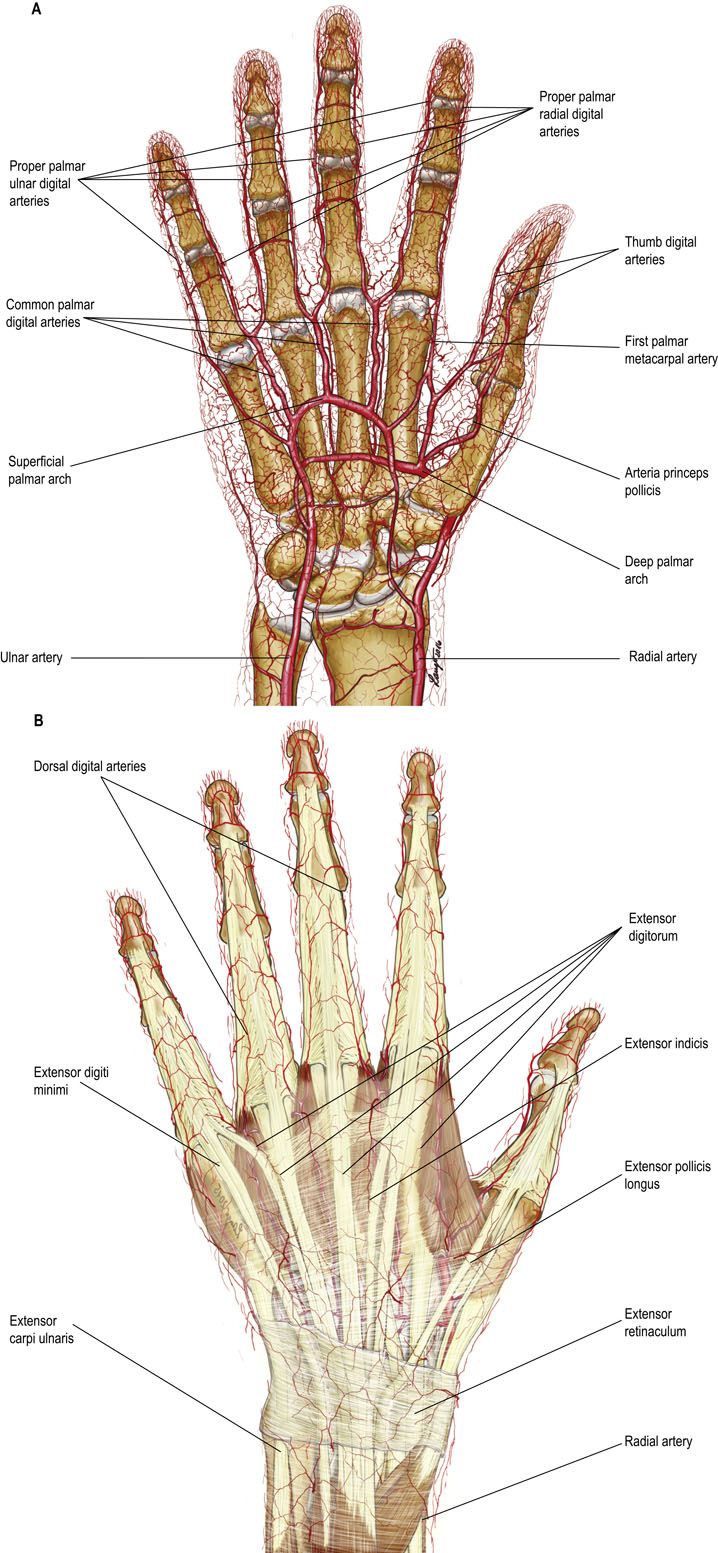 A
Proper palmar
radial digital
arteries
Proper palmar
ulnar digital
arteries
Thumb digital
arteries
Common palmar
digital arteries
First palmar
metacarpal artery
Superficial
palmar arch
Arteria princeps
pollicis
Deep palmar
arch
Ulnar artery
Radial artery
B
Dorsal digital arteries
Extensor
digitorum
Extensor indicis
Extensor digiti
minimi
Extensor pollicis
longus
Extensor
carpi ulnaris
Extensor
retinaculum
Radial artery